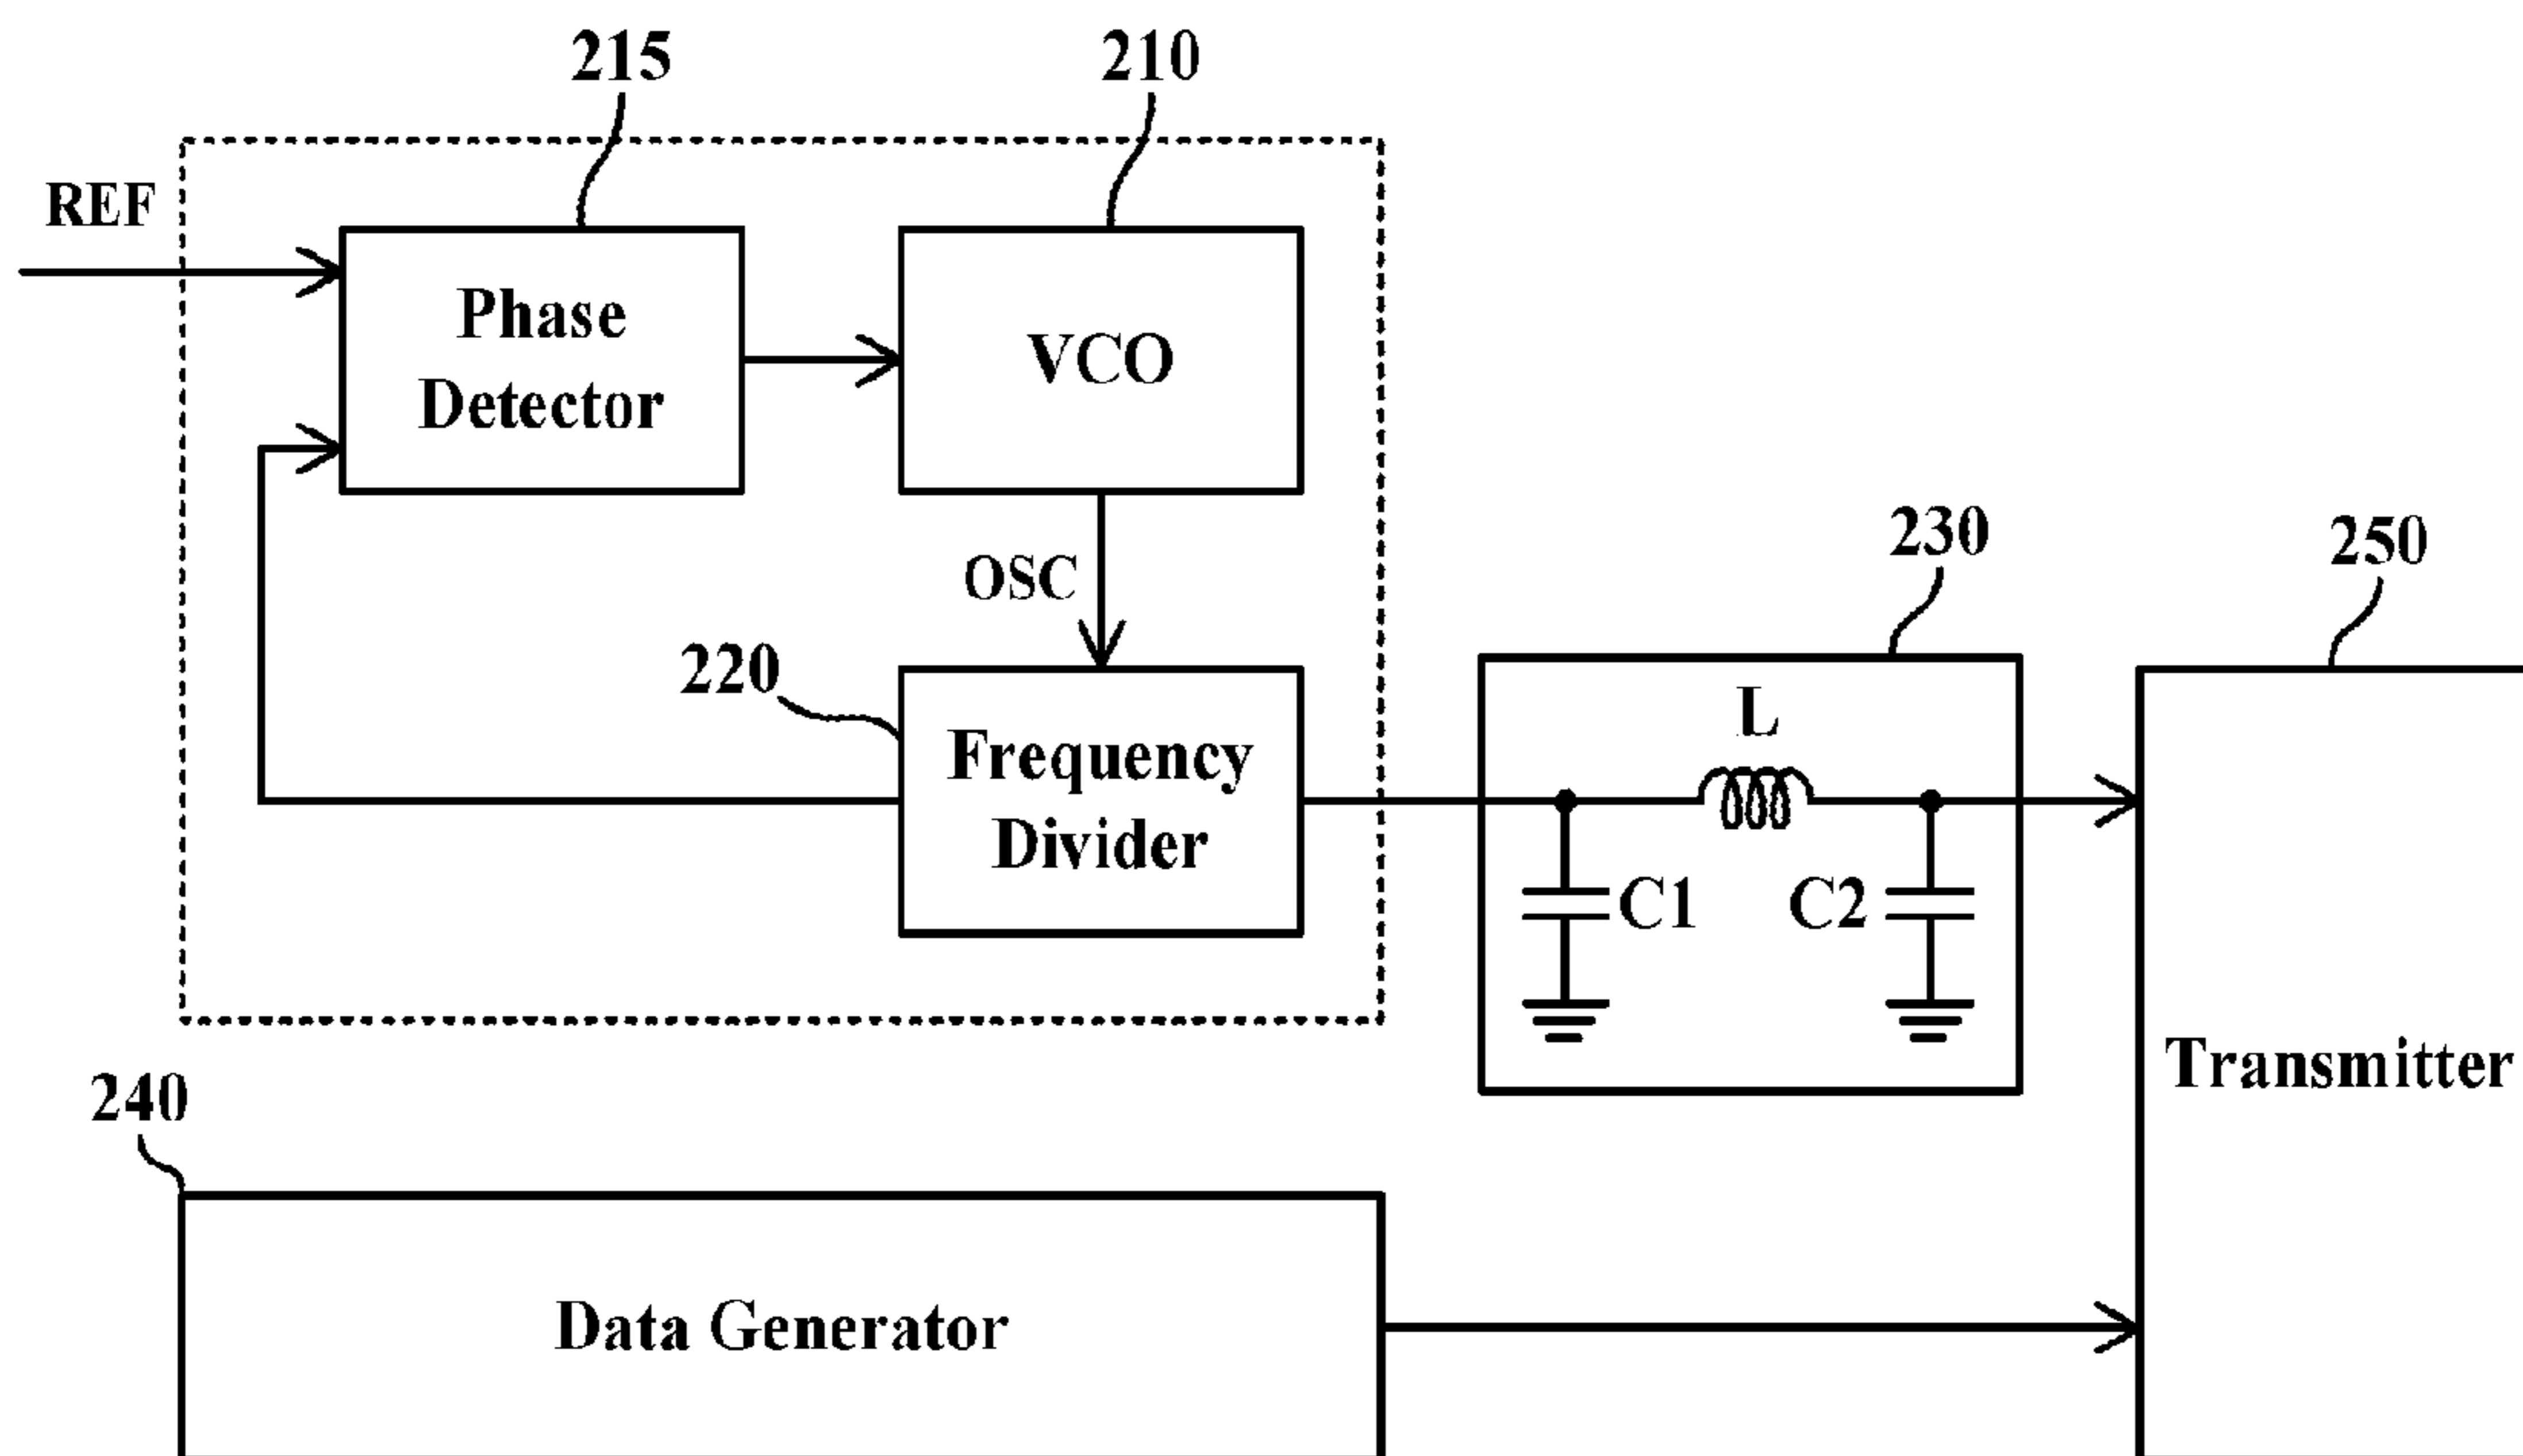 215
210
REF
Phase
Detector
VCO
OSC
230
250
220
L
Frequency
Divider
C1
C2
Transmitter
240
Data Generator